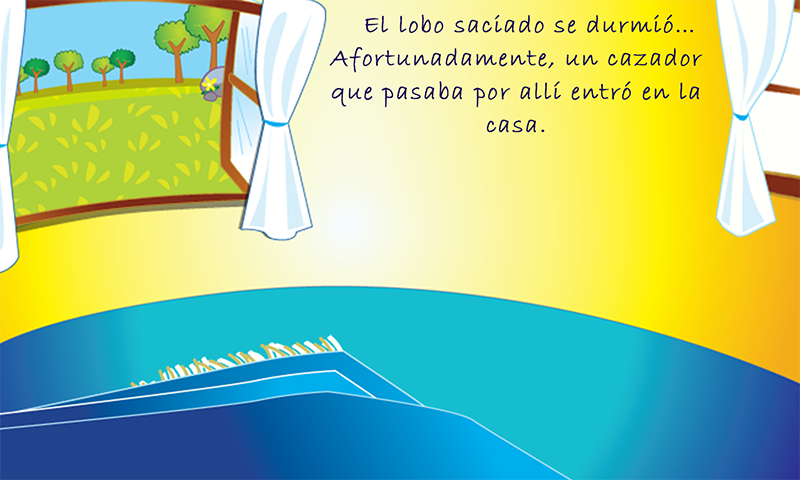 El lobo saciado se durmió...
Afortunadamente, un cazador
que pasaba por allí entró en la
casa.